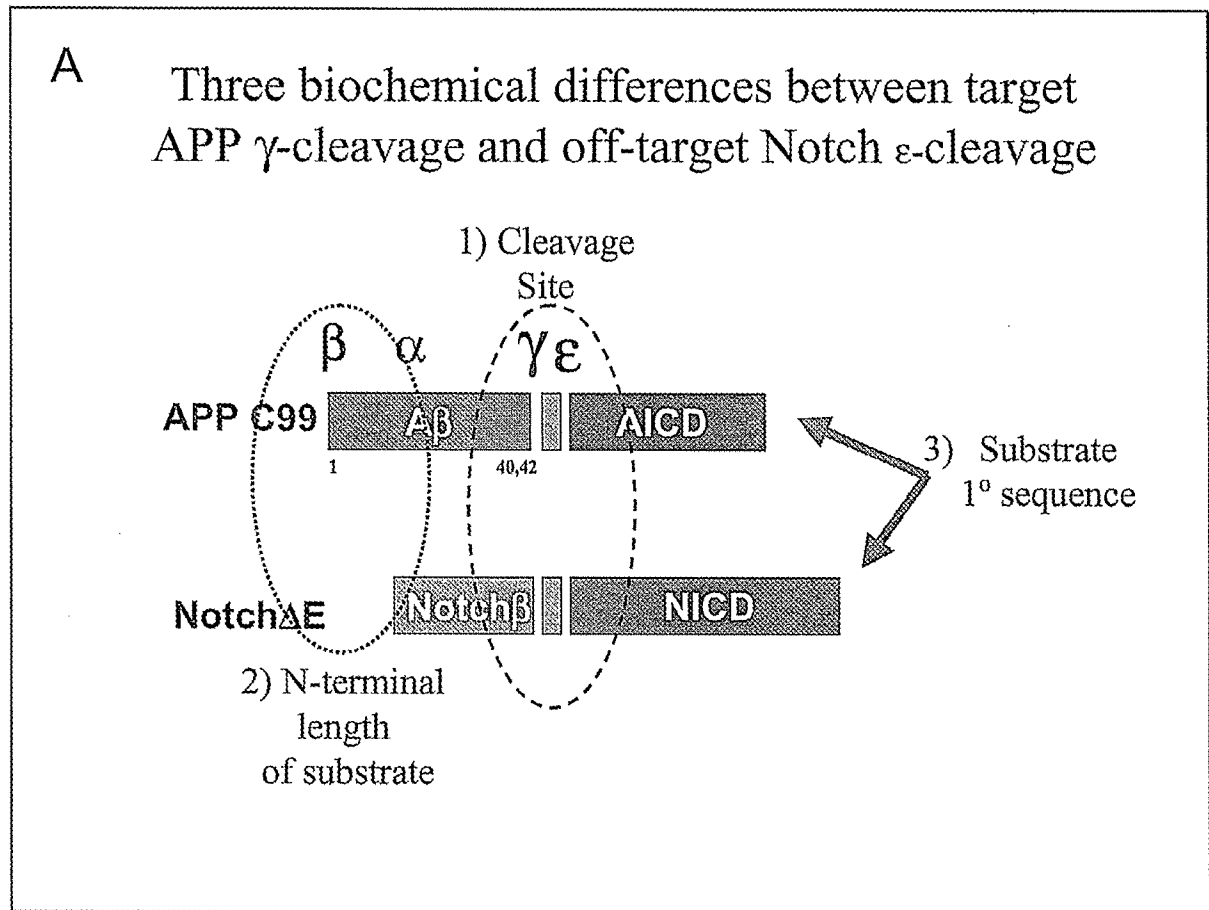 A
Three biochemical differences between target
APP γ-cleavage and off-target Notch ε-cleavage
1) Cleavage
Site
β α γ ε
APP C99 Aβ AICD
1 40,42
3) Substrate
1º sequence
NotchΔE Notchβ NICD
2) N-terminal
length
of substrate